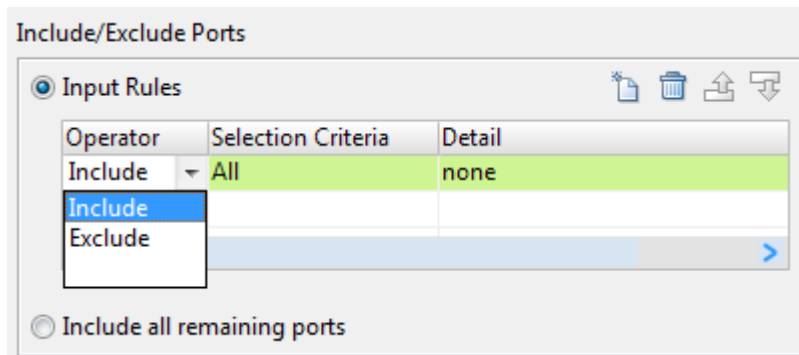 Include/Exclude Ports
Input Rules
Operator Selection Criteria Detail
Include All none
Include
Exclude
Include all remaining ports